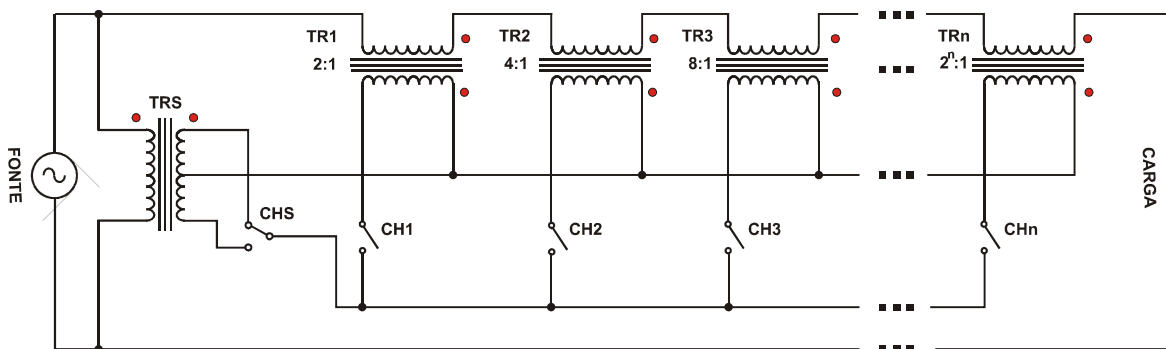 TR1
2:1
TR2
4:1
TR3
8:1
TRn
2ⁿ:1
TRS
FONTE
CHS
CH1
CH2
CH3
CHn
CARGA